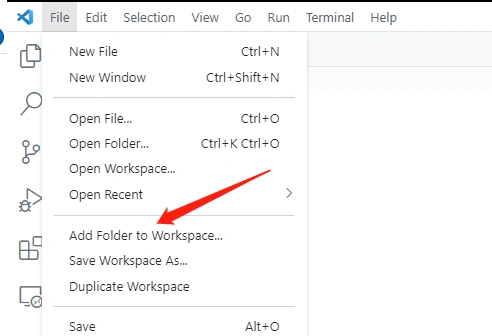 File Edit Selection View Go Run Terminal Help
New File Ctrl+N
New Window Ctrl+Shift+N
Open File... Ctrl+O
Open Folder... Ctrl+K Ctrl+O
Open Workspace...
Open Recent
Add Folder to Workspace...
Save Workspace As...
Duplicate Workspace
Save Alt+O